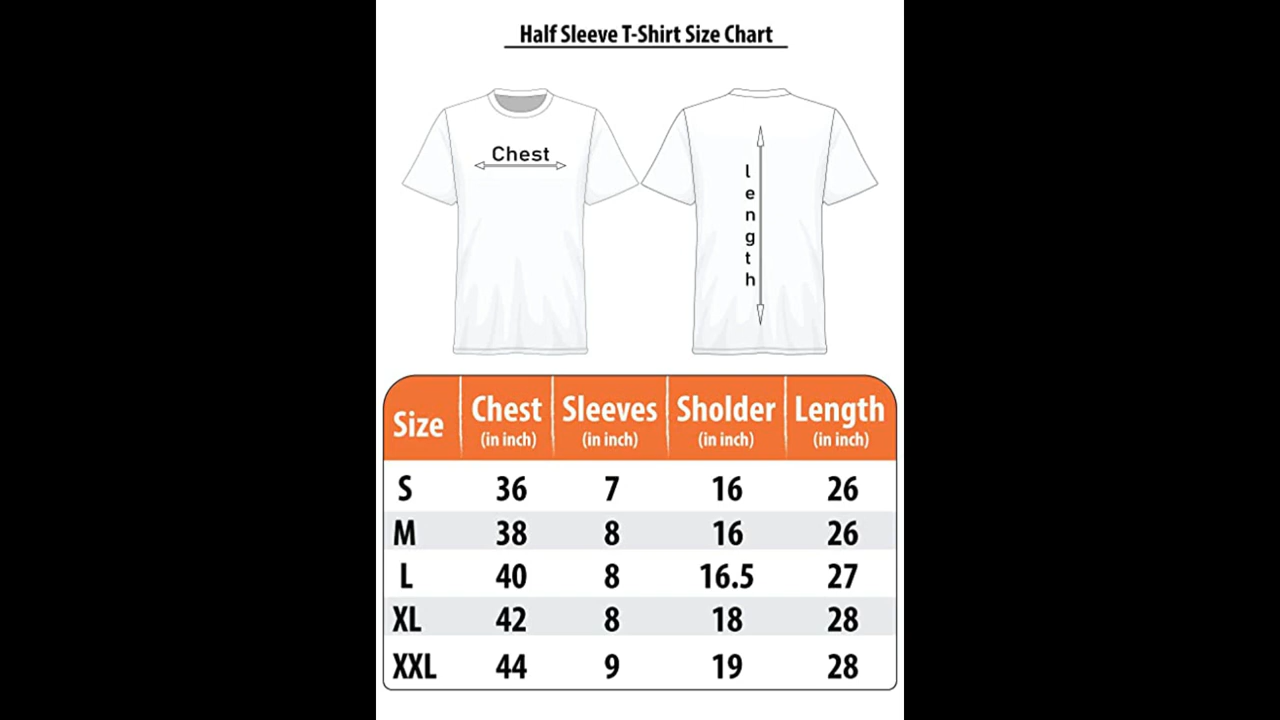 Half Sleeve T-Shirt Size Chart
Chest
length
Size Chest Sleeves Sholder Length
(in inch) (in inch) (in inch) (in inch)
S 36 7 16 26
M 38 8 16 26
L 40 8 16.5 27
XL 42 8 18 28
XXL 44 9 19 28